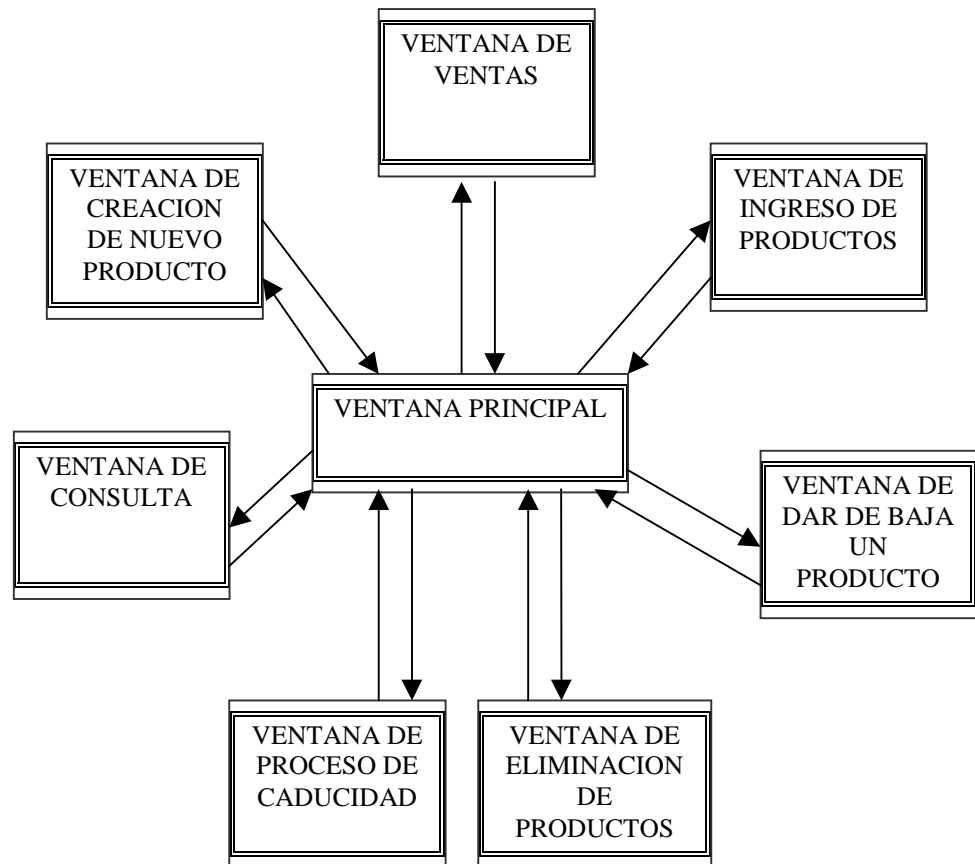 VENTANA DE
VENTAS
VENTANA DE
CREACION
DE NUEVO
PRODUCTO
VENTANA DE
INGRESO DE
PRODUCTOS
VENTANA PRINCIPAL
VENTANA DE
CONSULTA
VENTANA DE
DAR DE BAJA
UN
PRODUCTO
VENTANA DE
PROCESO DE
CADUCIDAD
VENTANA DE
ELIMINACION
DE
PRODUCTOS